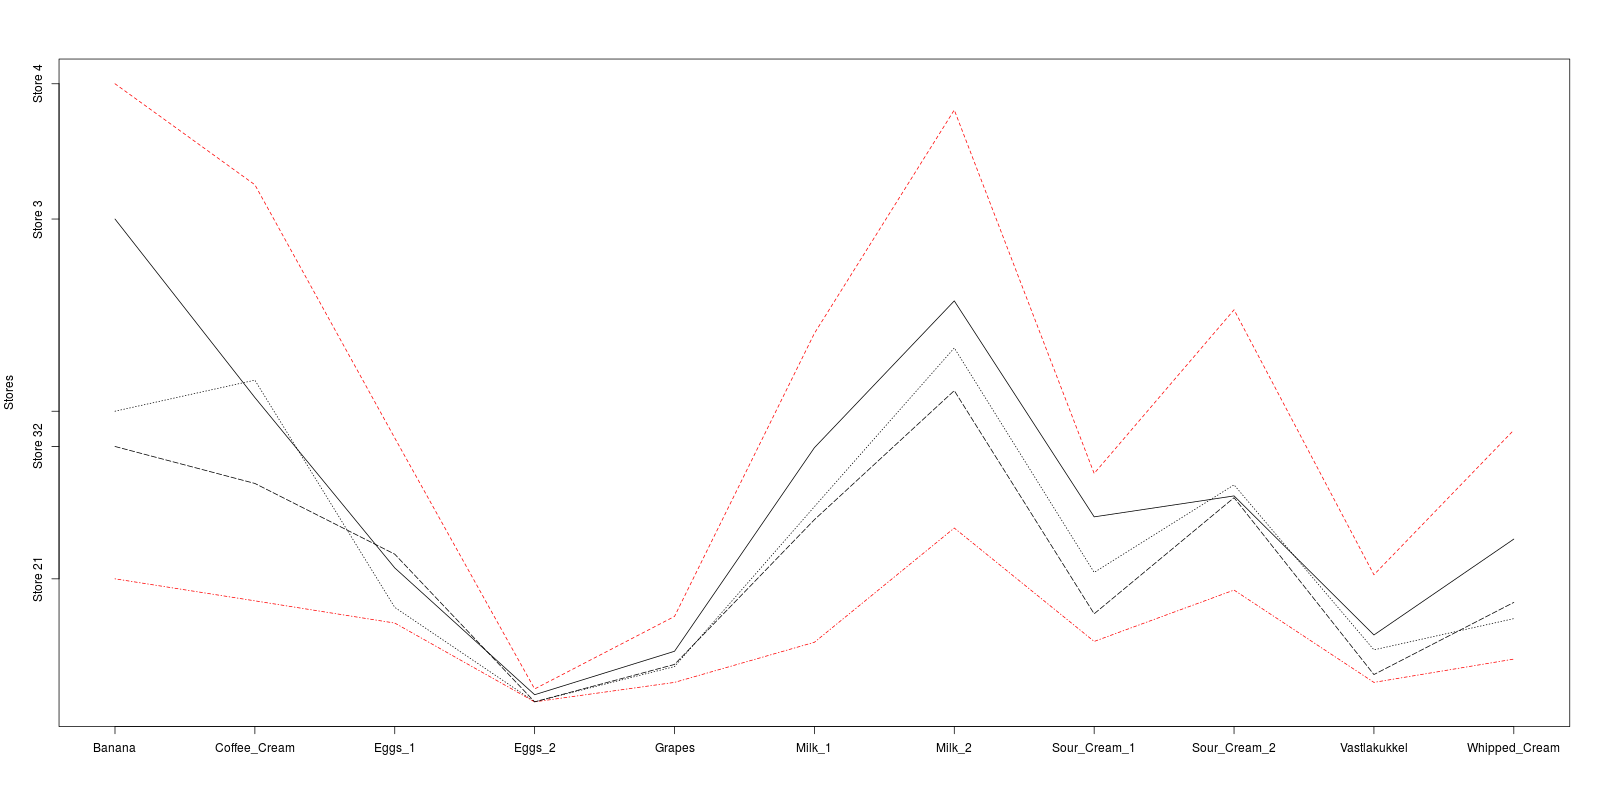 Stores
Store 4
Store 3
Store 32
Store 21
Banana Coffee_Cream Eggs_1 Eggs_2 Grapes Milk_1 Milk_2 Sour_Cream_1 Sour_Cream_2 Vastlakukkel Whipped_Cream